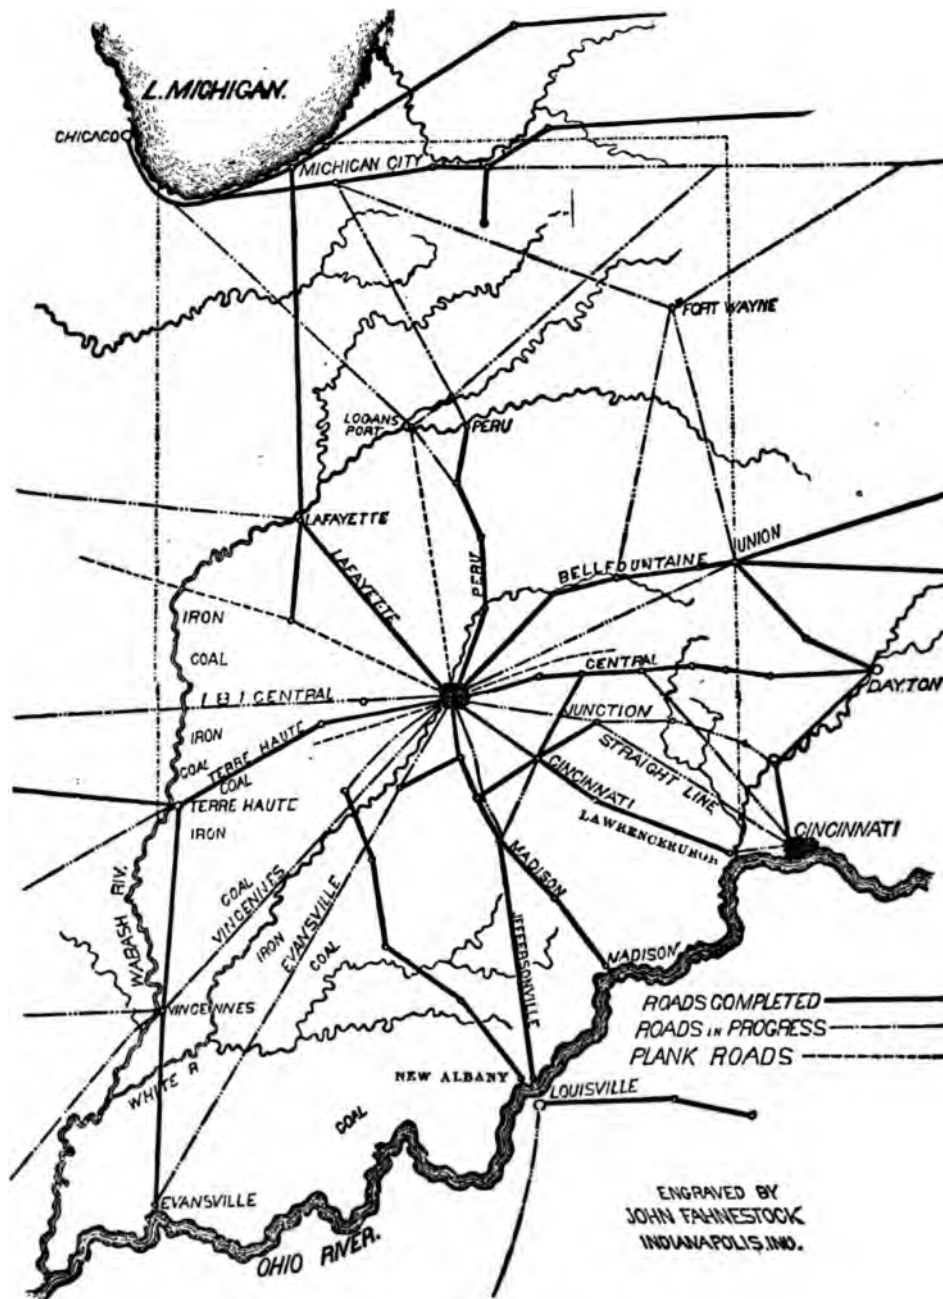 L. MICHIGAN.
CHICAGO
MICHIGAN CITY
FORT WAYNE
LOGANS
PORT
PERU
LAFAYETTE
LAFAYETTE
PERU
BELLFOUNTAINE
UNION
IRON
COAL
I & I CENTRAL
CENTRAL
DAYTON
IRON
COAL
TERRE HAUTE
COAL
JUNCTION
STRAIGHT LINE
CINCINNATI
LAWRENCEBURGH
CINCINNATI
TERRE HAUTE
IRON
WABASH RIV.
COAL
VINCENNES
IRON
EVANSVILLE
COAL
MADISON
JEFFERSONVILLE
MADISON
VINCENNES
ROADS COMPLETED
ROADS IN PROGRESS
PLANK ROADS
WHITE R
NEW ALBANY
LOUISVILLE
COAL
EVANSVILLE
OHIO RIVER.
ENGRAVED BY
JOHN FAHNESTOCK
INDIANAPOLIS, IND.